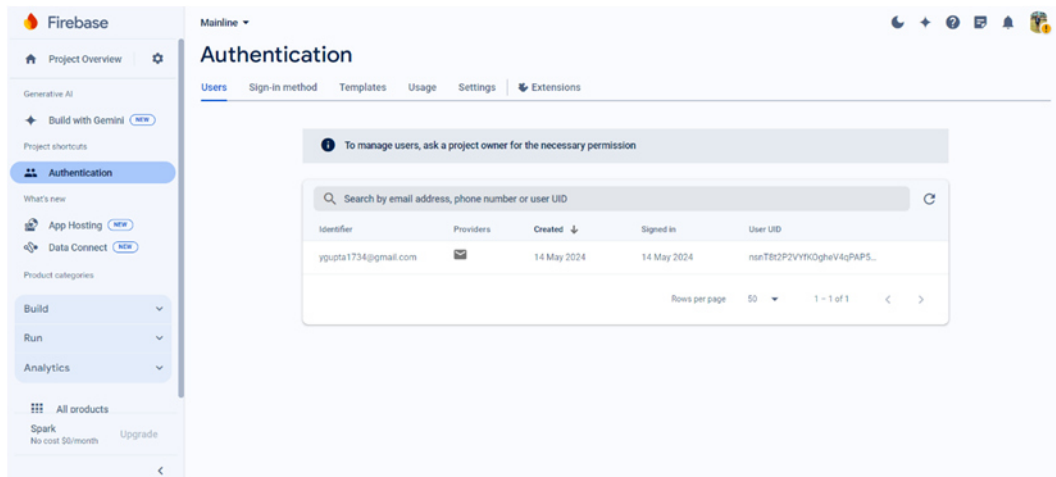 Firebase
Project Overview
Generative AI
Build with Gemini NEW
Project shortcuts
Authentication
What's new
App Hosting NEW
Data Connect NEW
Product categories
Build
Run
Analytics
All products
Spark
No cost $0/month
Upgrade
Mainline
Authentication
Users Sign-in method Templates Usage Settings Extensions
To manage users, ask a project owner for the necessary permission
Search by email address, phone number or user UID
Identifier Providers Created Signed in User UID
ygupta1734@gmail.com 14 May 2024 14 May 2024 nsnT8t2P2VYfKOgheV4qPAP5...
Rows per page 50 1 – 1 of 1